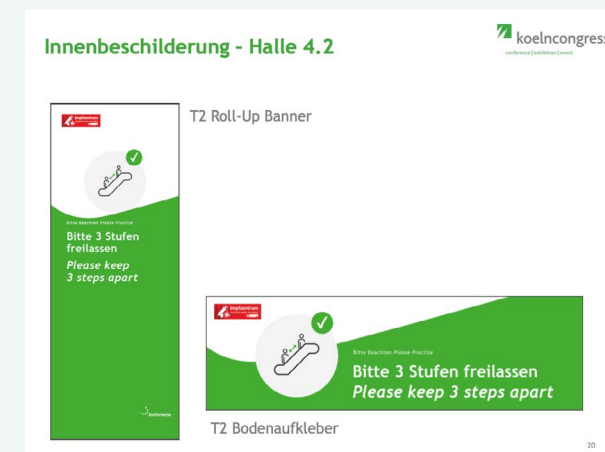 Innenbeschilderung - Halle 4.2
koelncongress
conference | exhibition | event
T2 Roll-Up Banner
Impfzentrum
Bitte Beachten Please Practise
Bitte 3 Stufen
freilassen
Please keep
3 steps apart
koelnmesse
Impfzentrum
Bitte Beachten Please Practise
Bitte 3 Stufen freilassen
Please keep 3 steps apart
T2 Bodenaufkleber
20